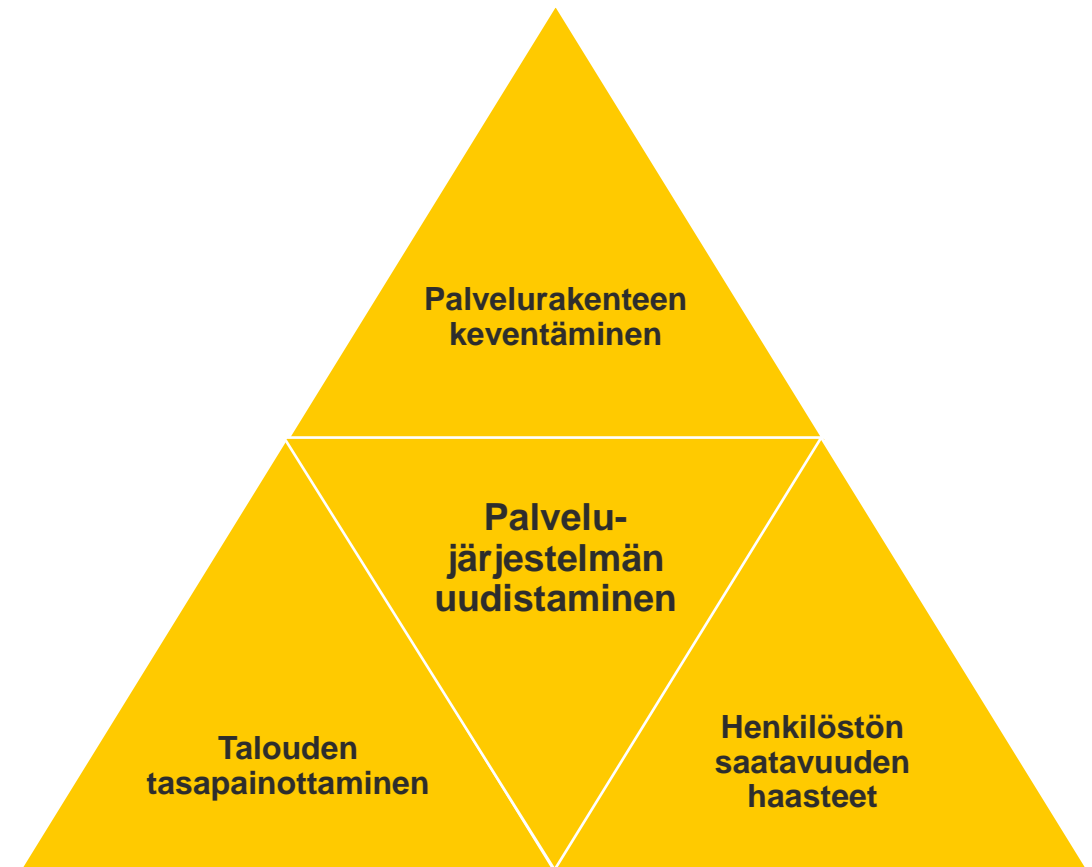 Palvelurakenteen
keventäminen
Palvelu-
järjestelmän
uudistaminen
Talouden
tasapainottaminen
Henkilöstön
saatavuuden
haasteet